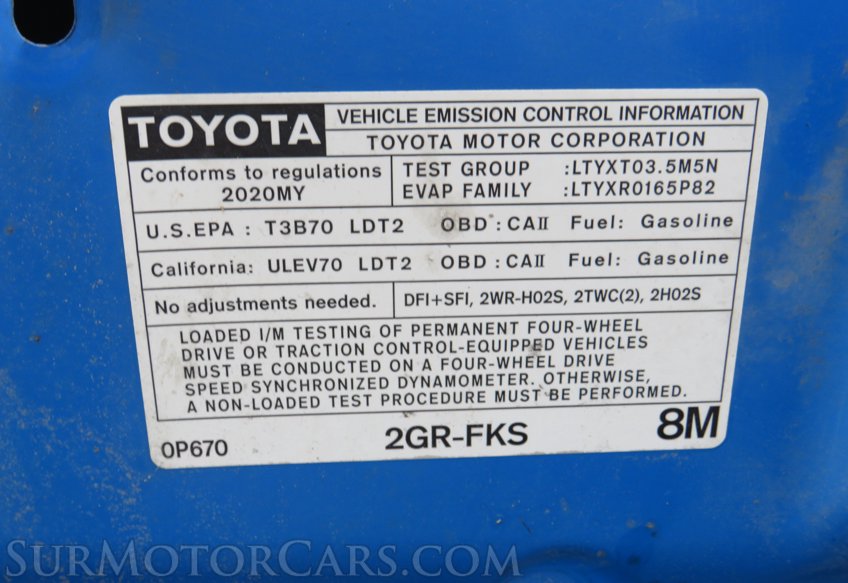 TOYOTA
VEHICLE EMISSION CONTROL INFORMATION
TOYOTA MOTOR CORPORATION
Conforms to regulations
2020MY
TEST GROUP :LTYXT03.5M5N
EVAP FAMILY :LTYXR0165P82
U.S.EPA : T3B70 LDT2 OBD : CAII Fuel: Gasoline
California: ULEV70 LDT2 OBD : CAII Fuel: Gasoline
No adjustments needed.
DFI+SFI, 2WR-HO2S, 2TWC(2), 2HO2S
LOADED I/M TESTING OF PERMANENT FOUR-WHEEL
DRIVE OR TRACTION CONTROL-EQUIPPED VEHICLES
MUST BE CONDUCTED ON A FOUR-WHEEL DRIVE
SPEED SYNCHRONIZED DYNAMOMETER. OTHERWISE,
A NON-LOADED TEST PROCEDURE MUST BE PERFORMED.
0P670
2GR-FKS
8M
SurMotorCars.com